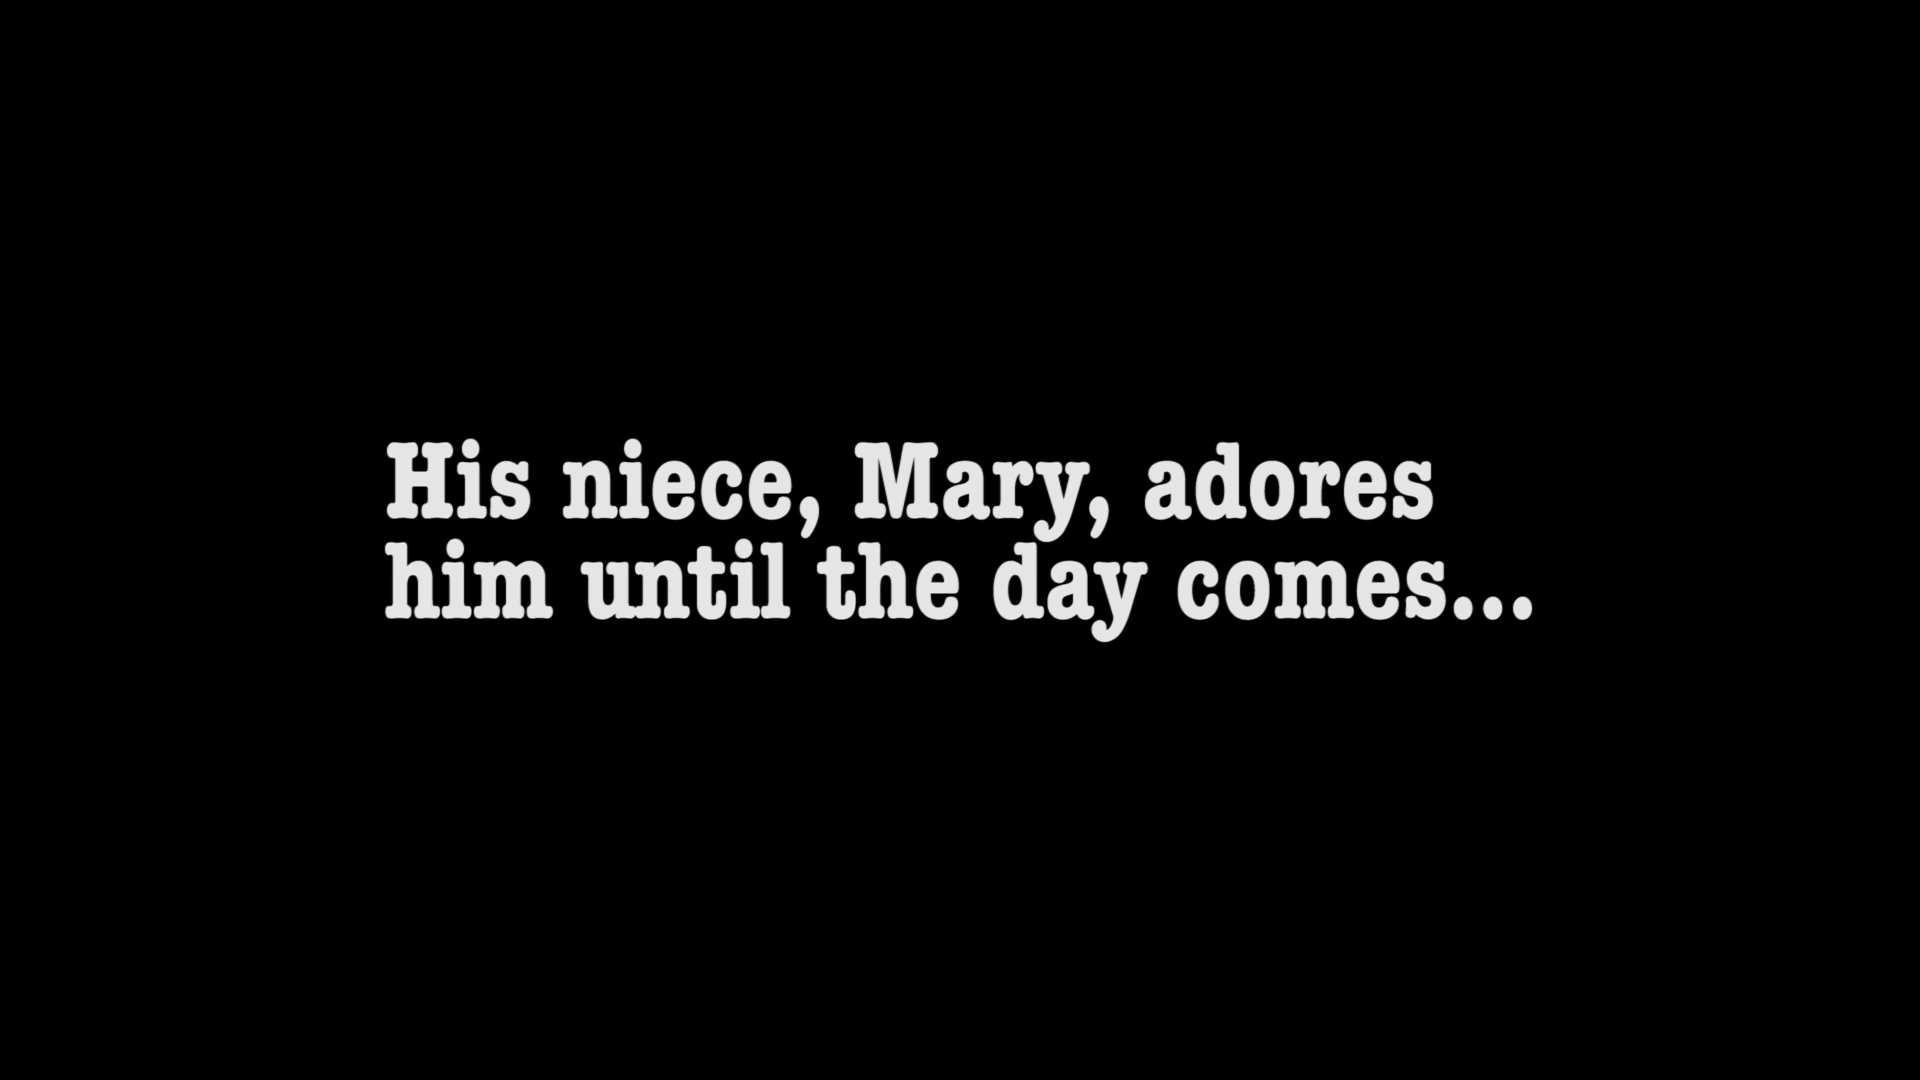 His niece, Mary, adores
him until the day comes...